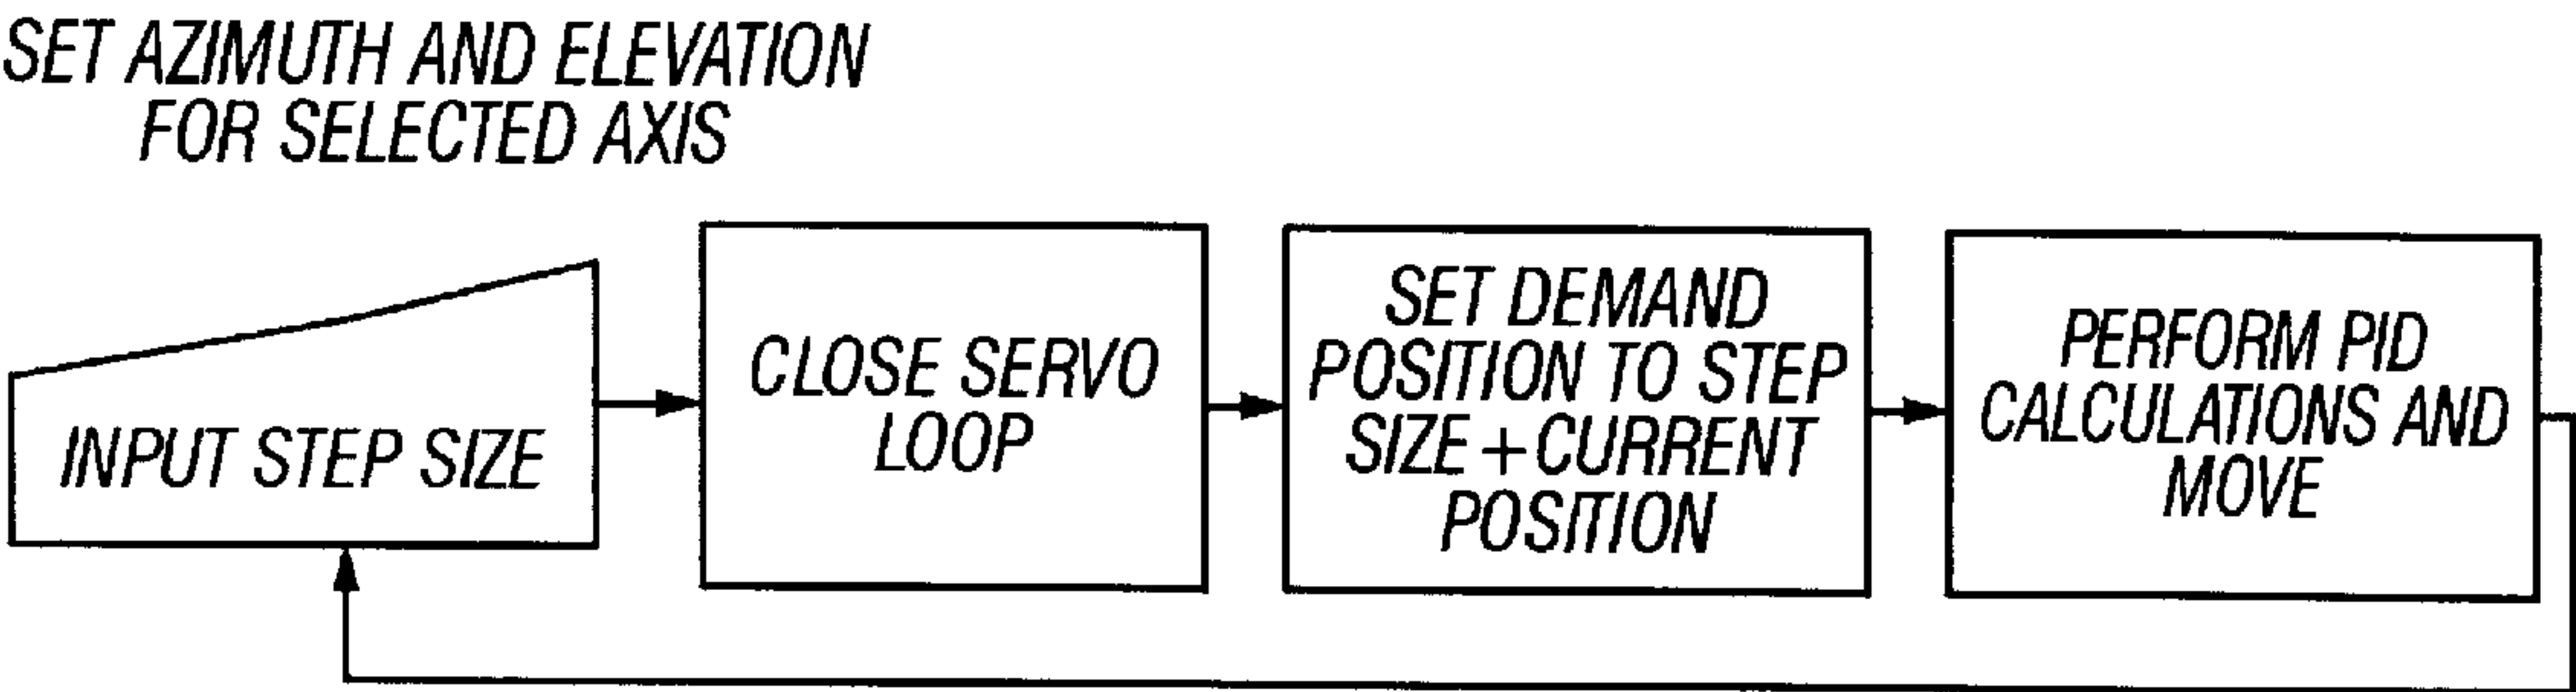 SET AZIMUTH AND ELEVATION
FOR SELECTED AXIS
INPUT STEP SIZE
CLOSE SERVO
LOOP
SET DEMAND
POSITION TO STEP
SIZE+CURRENT
POSITION
PERFORM PID
CALCULATIONS AND
MOVE